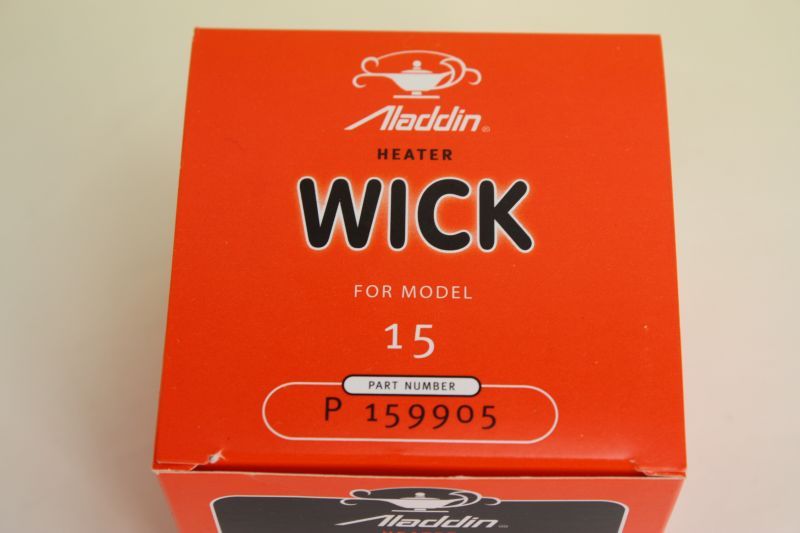 Aladdin®
HEATER
WICK
FOR MODEL
15
PART NUMBER
P 159905
Aladdin